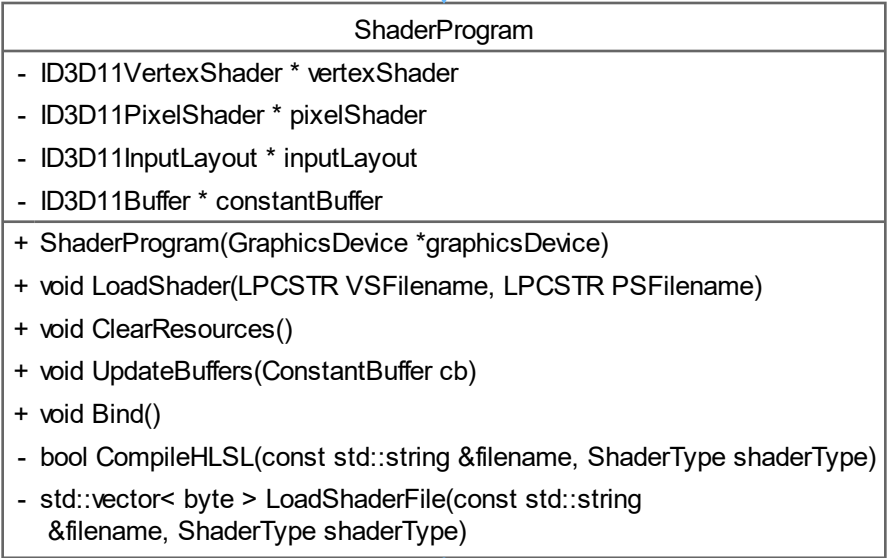 ShaderProgram
- ID3D11VertexShader * vertexShader
- ID3D11PixelShader * pixelShader
- ID3D11InputLayout * inputLayout
- ID3D11Buffer * constantBuffer
+ ShaderProgram(GraphicsDevice *graphicsDevice)
+ void LoadShader(LPCSTR VSFilename, LPCSTR PSFilename)
+ void ClearResources()
+ void UpdateBuffers(ConstantBuffer cb)
+ void Bind()
- bool CompileHLSL(const std::string &filename, ShaderType shaderType)
- std::vector< byte > LoadShaderFile(const std::string
&filename, ShaderType shaderType)